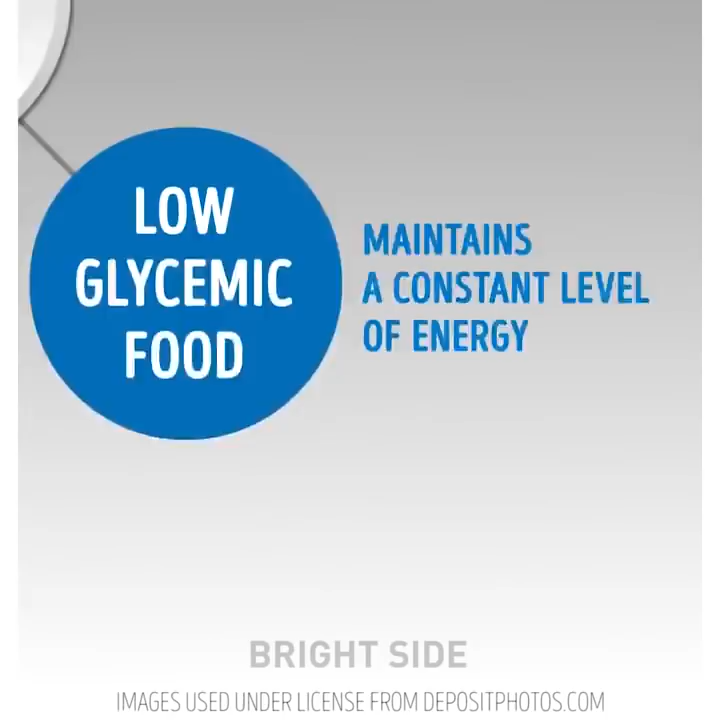 LOW
GLYCEMIC
FOOD
MAINTAINS
A CONSTANT LEVEL
OF ENERGY
BRIGHT SIDE
IMAGES USED UNDER LICENSE FROM DEPOSITPHOTOS.COM